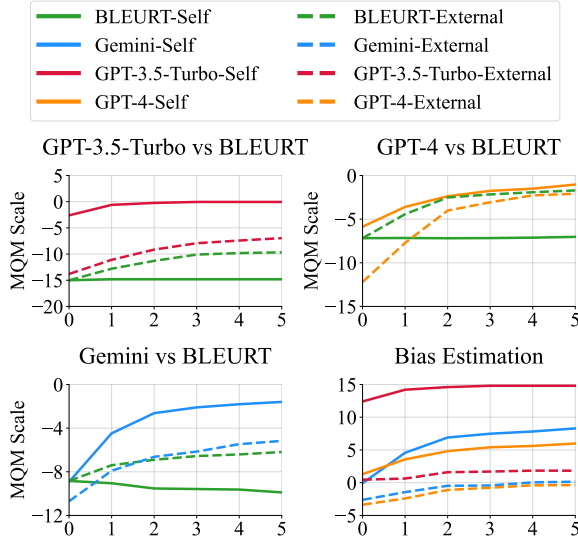 BLEURT-Self
BLEURT-External
Gemini-Self
Gemini-External
GPT-3.5-Turbo-Self
GPT-3.5-Turbo-External
GPT-4-Self
GPT-4-External
GPT-3.5-Turbo vs BLEURT
MQM Scale
5
0
−5
−10
−15
−20
0 1 2 3 4 5
GPT-4 vs BLEURT
MQM Scale
0
−5
−10
−15
0 1 2 3 4 5
Gemini vs BLEURT
MQM Scale
0
−4
−8
−12
0 1 2 3 4 5
Bias Estimation
15
10
5
0
−5
0 1 2 3 4 5